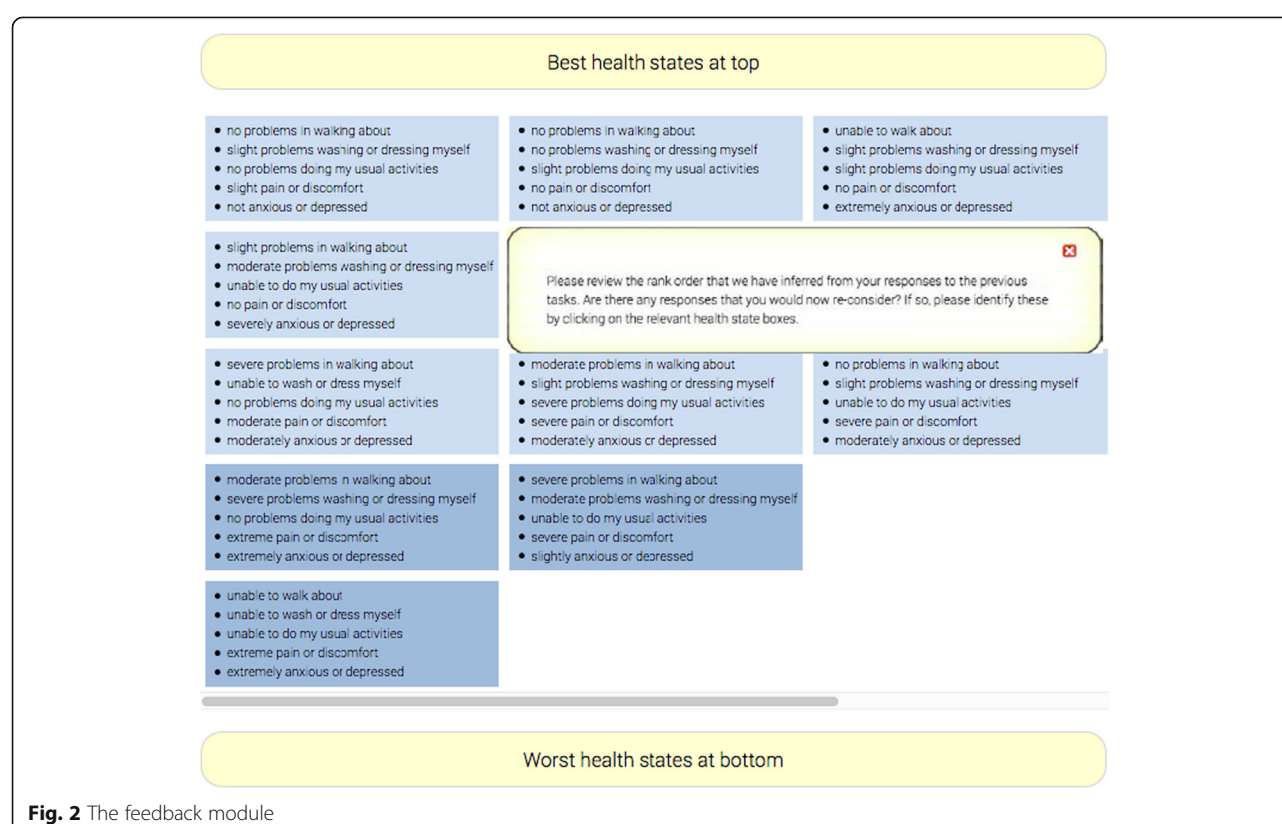 Best health states at top
• no problems in walking about
• slight problems washing or dressing myself
• no problems doing my usual activities
• slight pain or discomfort
• not anxious or depressed
• no problems in walking about
• no problems washing or dressing myself
• slight problems doing my usual activities
• no pain or discomfort
• not anxious or depressed
• unable to walk about
• slight problems washing or dressing myself
• slight problems doing my usual activities
• no pain or discomfort
• extremely anxious or depressed
• slight problems in walking about
• moderate problems washing or dressing myself
• unable to do my usual activities
• no pain or discomfort
• severely anxious or depressed
Please review the rank order that we have inferred from your responses to the previous
tasks. Are there any responses that you would now re-consider? If so, please identify these
by clicking on the relevant health state boxes.
• severe problems in walking about
• unable to wash or dress myself
• no problems doing my usual activities
• moderate pain or discomfort
• moderately anxious or depressed
• moderate problems in walking about
• slight problems washing or dressing myself
• severe problems doing my usual activities
• severe pain or discomfort
• moderately anxious or depressed
• no problems in walking about
• slight problems washing or dressing myself
• unable to do my usual activities
• severe pain or discomfort
• moderately anxious or depressed
• moderate problems in walking about
• severe problems washing or dressing myself
• no problems doing my usual activities
• extreme pain or discomfort
• extremely anxious or depressed
• severe problems in walking about
• moderate problems washing or dressing myself
• unable to do my usual activities
• severe pain or discomfort
• slightly anxious or depressed
• unable to walk about
• unable to wash or dress myself
• unable to do my usual activities
• extreme pain or discomfort
• extremely anxious or depressed
Worst health states at bottom
Fig. 2 The feedback module